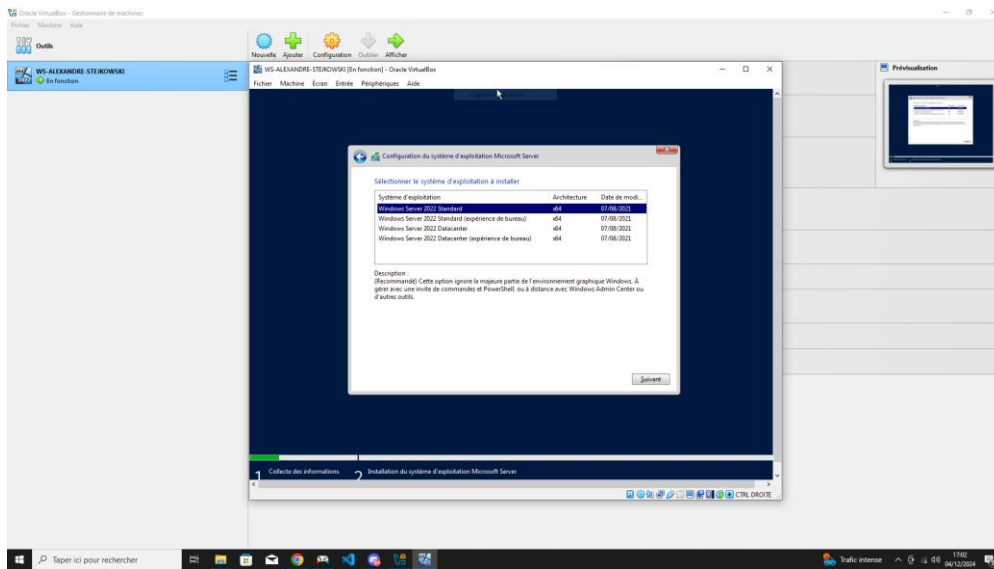 Oracle VirtualBox - Gestionnaire de machines
Fichier Machine Aide
Outils
Nouvelle Ajouter Configuration Oublier Afficher
WS-ALEXANDRE-STEJKOWSKI
En fonction
WS-ALEXANDRE-STEJKOWSKI [En fonction] - Oracle VirtualBox
Fichier Machine Écran Entrée Périphériques Aide
Prévisualisation
Configuration du système d'exploitation Microsoft Server
Sélectionner le système d'exploitation à installer
Système d'exploitation Architecture Date de modi...
Windows Server 2022 Standard x64 07/08/2021
Windows Server 2022 Standard (expérience de bureau) x64 07/08/2021
Windows Server 2022 Datacenter x64 07/08/2021
Windows Server 2022 Datacenter (expérience de bureau) x64 07/08/2021
Description :
(Recommandé) Cette option ignore la majeure partie de l'environnement graphique Windows. À
gérer avec une invite de commandes et PowerShell, ou à distance avec Windows Admin Center ou
d'autres outils.
Suivant
1 Collecte des informations 2 Installation du système d'exploitation Microsoft Server
CTRL DROITE
Taper ici pour rechercher
Trafic intense
17:02
04/12/2024